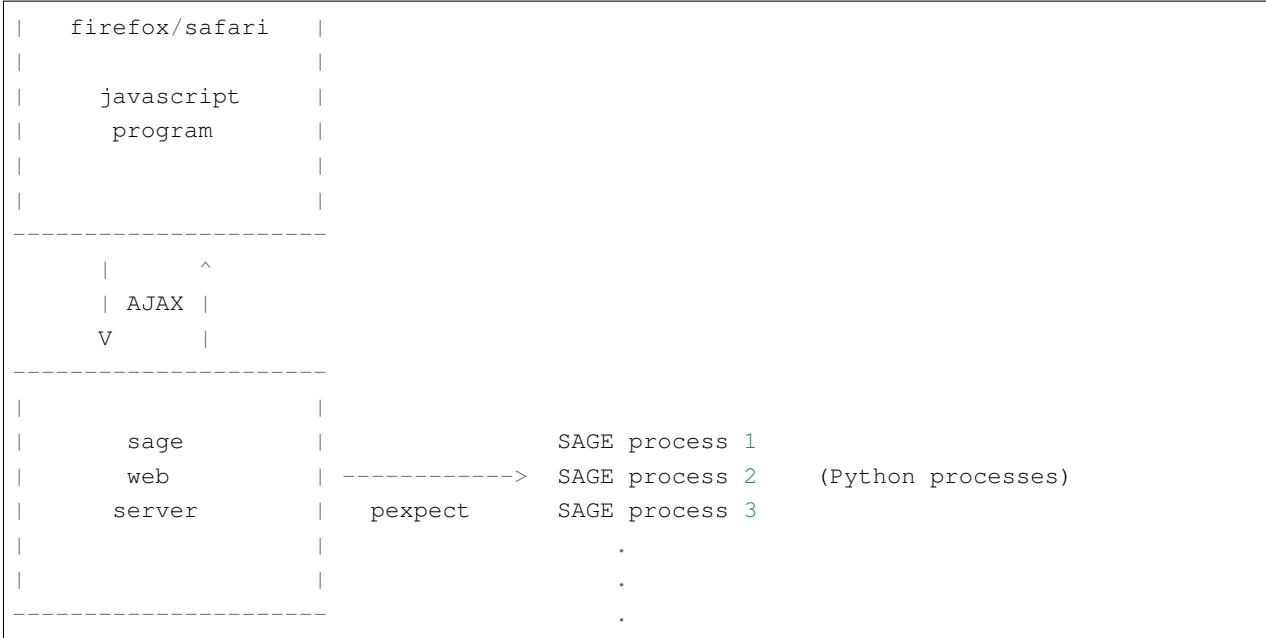 |   firefox/safari   |
|                    |
|     javascript     |
|      program       |
|                    |
|                    |
----------------------
      |      ^
      | AJAX |
      V      |
----------------------
|                    |
|       sage         |                SAGE process 1
|       web          | ------------>  SAGE process 2    (Python processes)
|      server        |   pexpect      SAGE process 3
|                    |                    .
|                    |                    .
----------------------                    .